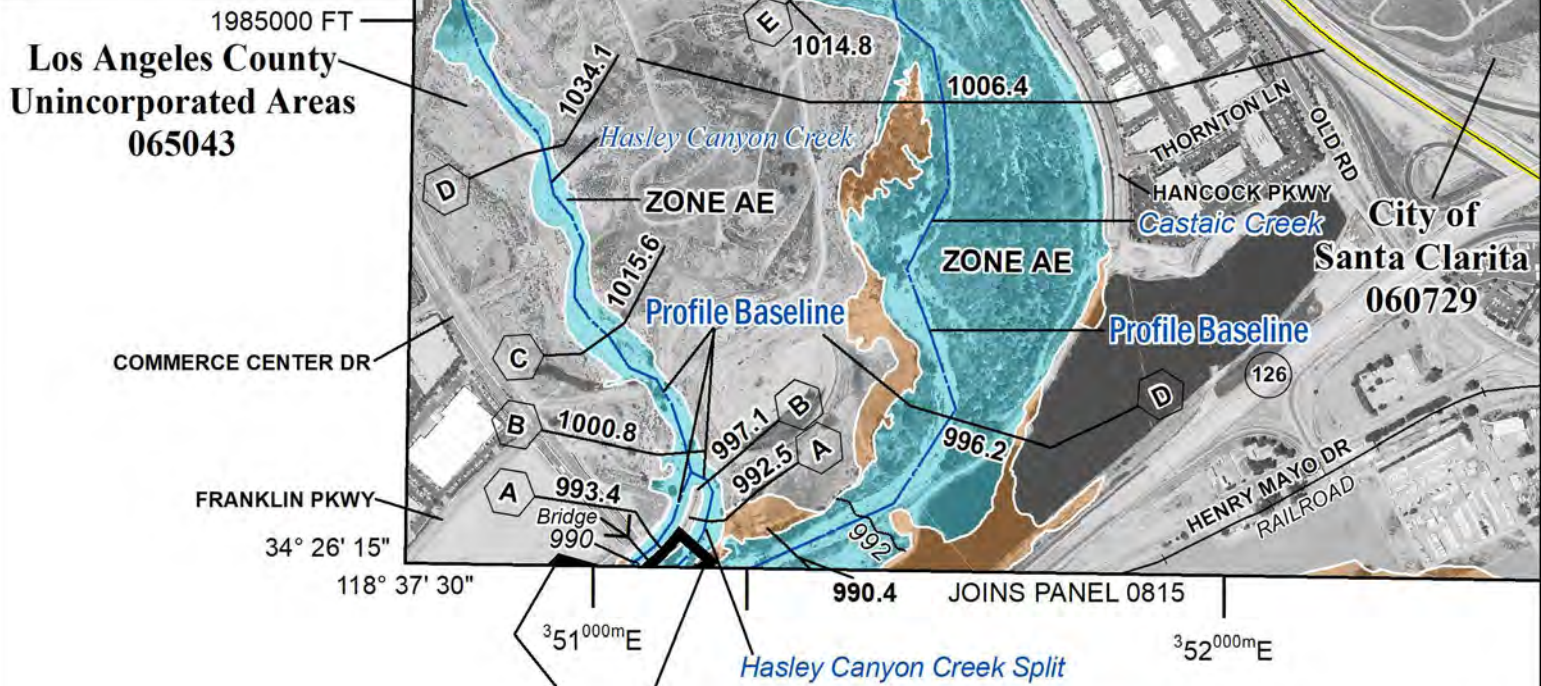 1985000 FT
Los Angeles County
Unincorporated Areas
065043
E
1014.8
1034.1
1006.4
Hasley Canyon Creek
D
ZONE AE
THORNTON LN
OLD RD
HANCOCK PKWY
Castaic Creek
City of
Santa Clarita
060729
ZONE AE
1015.6
Profile Baseline
Profile Baseline
C
COMMERCE CENTER DR
126
D
B
1000.8
997.1
B
992.5
A
996.2
A
993.4
FRANKLIN PKWY
Bridge
990
992
HENRY MAYO DR
RAILROAD
34° 26' 15"
118° 37' 30"
990.4
JOINS PANEL 0815
³51⁰⁰⁰ᵐE
³52⁰⁰⁰ᵐE
Hasley Canyon Creek Split